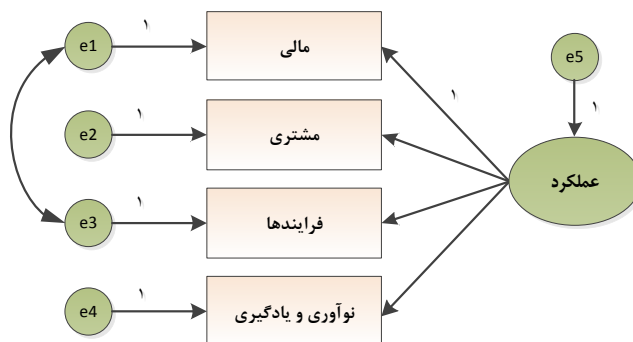 e1
۱
مالی
e2
۱
مشتری
e3
۱
فرایندها
e4
۱
نوآوری و یادگیری
۱
e5
۱
عملکرد